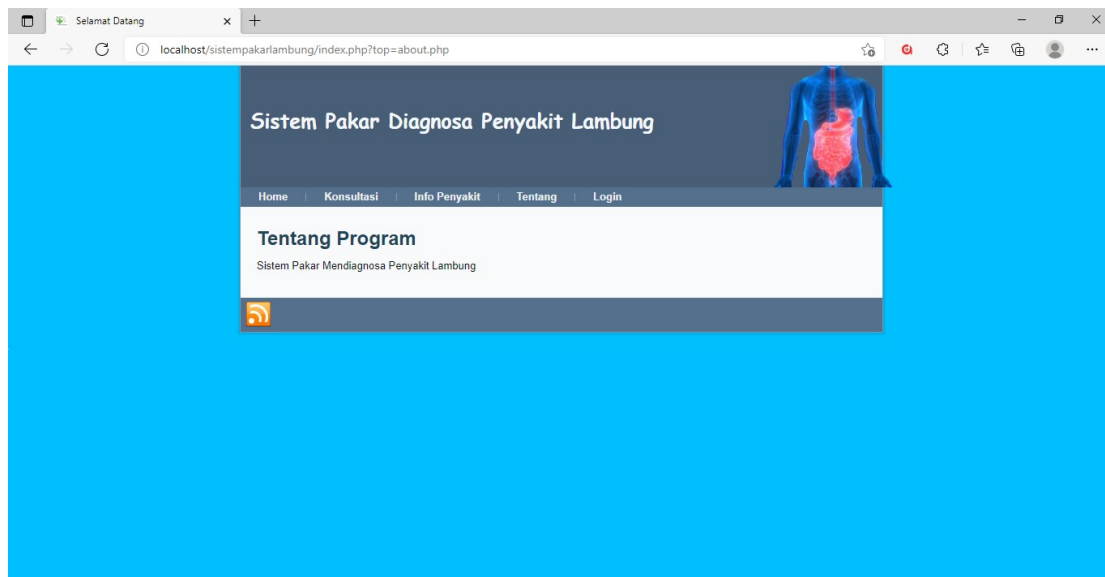 Selamat Datang
localhost/sistempakarlambung/index.php?top=about.php
Sistem Pakar Diagnosa Penyakit Lambung
Home Konsultasi Info Penyakit Tentang Login
Tentang Program
Sistem Pakar Mendiagnosa Penyakit Lambung